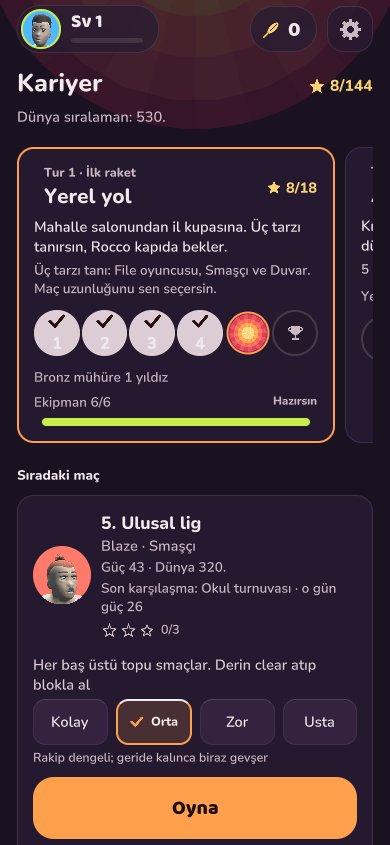 Sv 1
0
Kariyer
8/144
Dünya sıralaman: 530.
Tur 1 · İlk raket
Yerel yol
8/18
Mahalle salonundan il kupasına. Üç tarzı
tanırsın, Rocco kapıda bekler.
Üç tarzı tanı: File oyuncusu, Smaşçı ve Duvar.
Maç uzunluğunu sen seçersin.
1 2 3 4
Bronz mühüre 1 yıldız
Ekipman 6/6
Hazırsın
5
Sıradaki maç
5. Ulusal lig
Blaze · Smaşçı
Güç 43 · Dünya 320.
Son karşılaşma: Okul turnuvası · o gün
güç 26
0/3
Her baş üstü topu smaçlar. Derin clear atıp
blokla al
Kolay
Orta
Zor
Usta
Rakip dengeli; geride kalınca biraz gevşer
Oyna